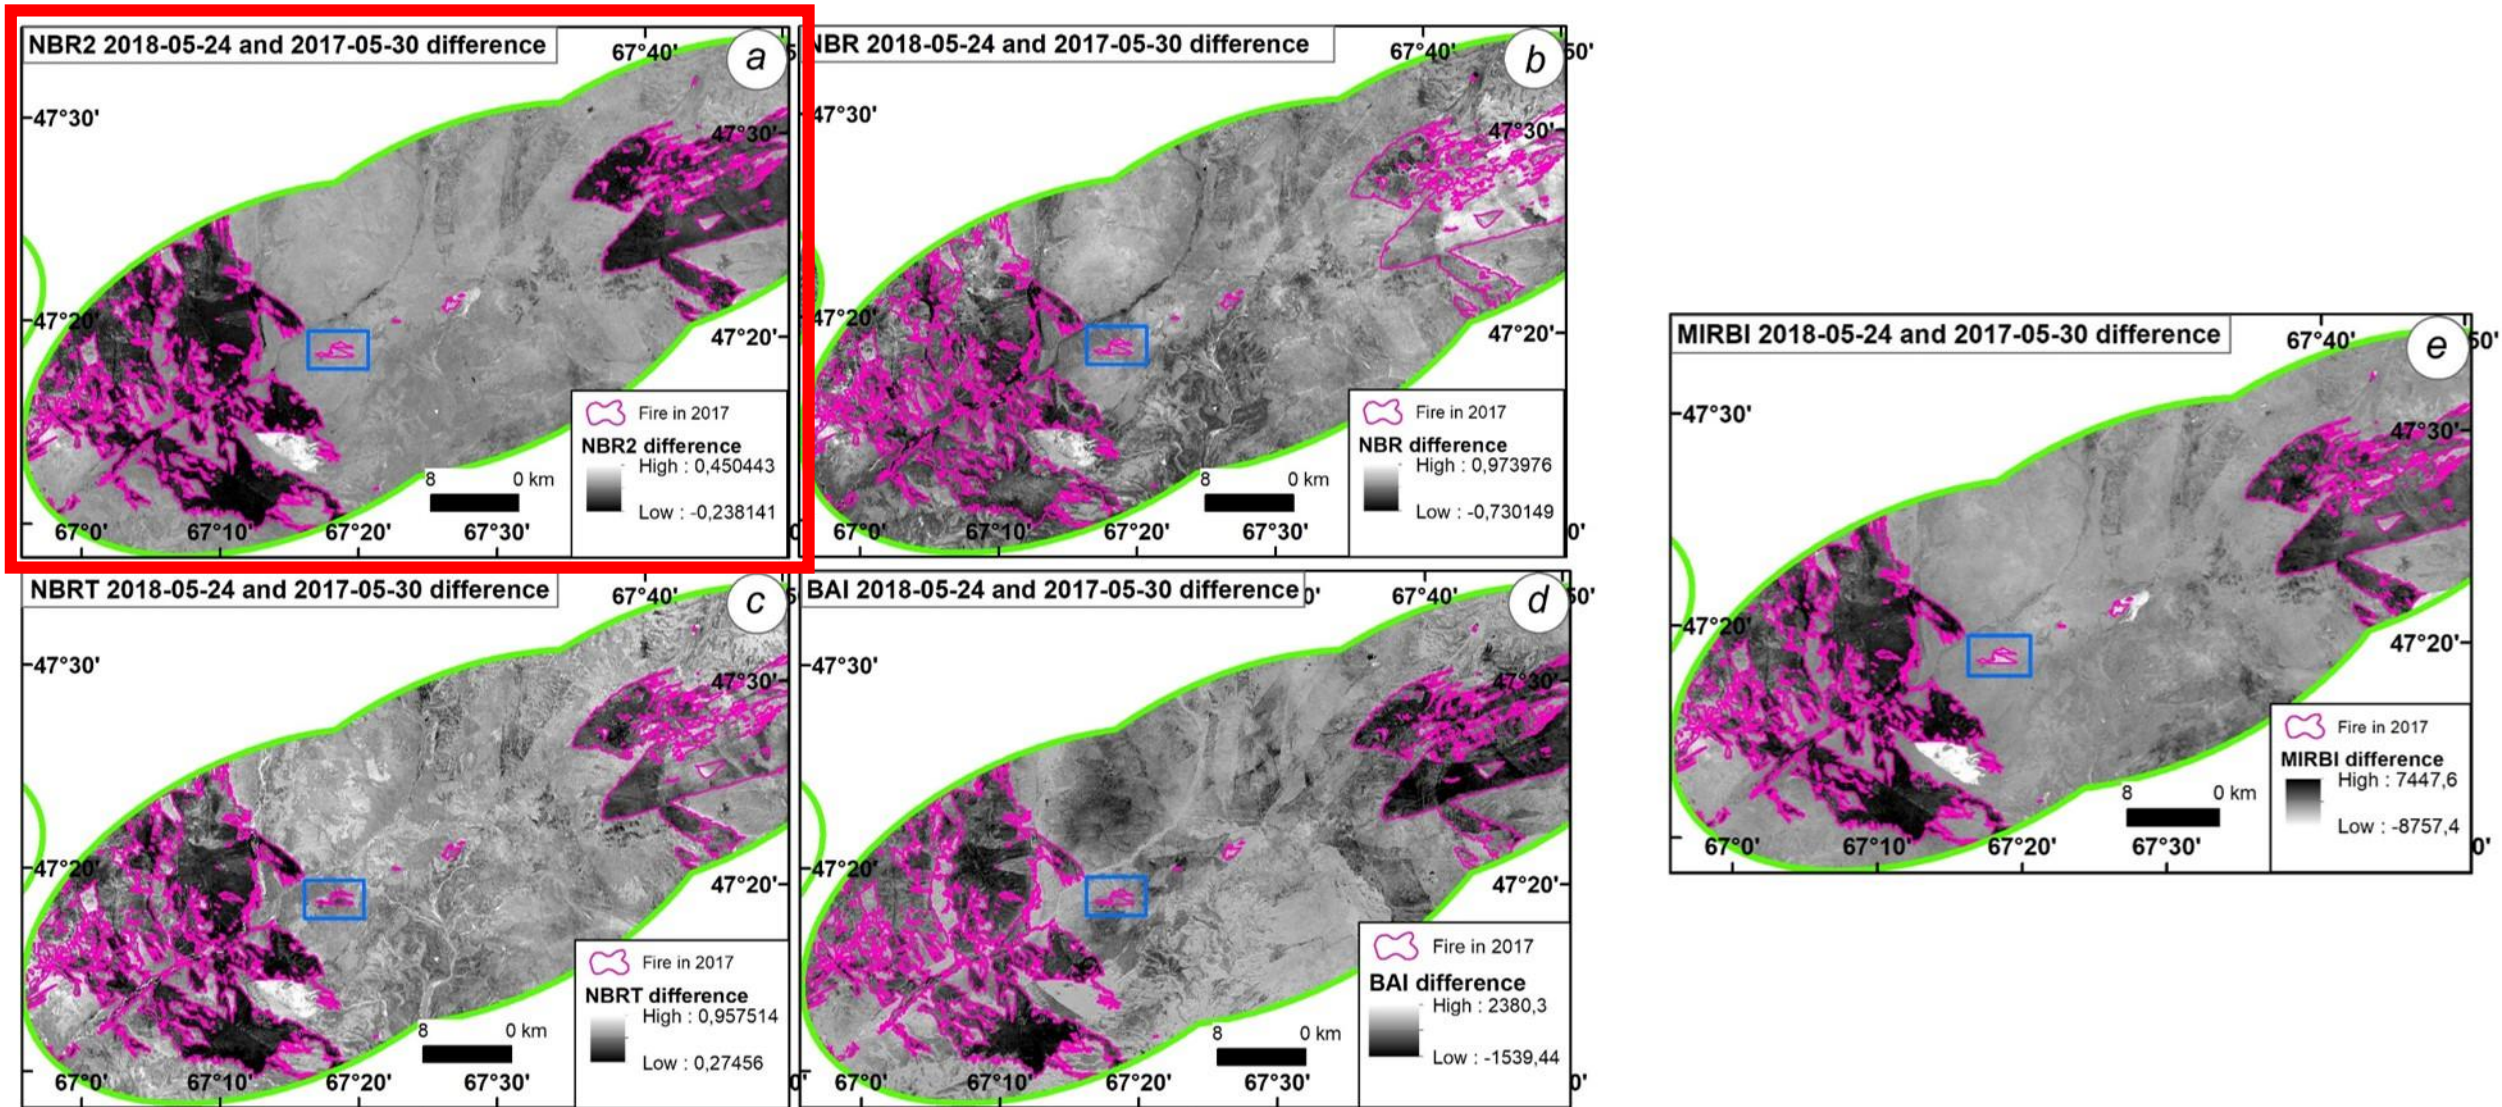 NBR2 2018-05-24 and 2017-05-30 difference
67°40'
a
47°30'
47°30'
47°20'
47°20'
Fire in 2017
NBR2 difference
High : 0,450443
Low : -0,238141
8 0 km
67°0' 67°10' 67°20' 67°30'
NBR 2018-05-24 and 2017-05-30 difference
67°40'
50'
b
47°30'
47°30'
47°20'
47°20'
Fire in 2017
NBR difference
High : 0,973976
Low : -0,730149
8 0 km
67°0' 67°10' 67°20' 67°30'
0'
NBRT 2018-05-24 and 2017-05-30 difference
67°40'
c
47°30'
47°30'
47°20'
47°20'
Fire in 2017
NBRT difference
High : 0,957514
Low : 0,27456
8 0 km
67°0' 67°10' 67°20' 67°30'
0'
BAI 2018-05-24 and 2017-05-30 difference
0'
67°40'
50'
d
47°30'
47°30'
47°20'
47°20'
Fire in 2017
BAI difference
High : 2380,3
Low : -1539,44
8 0 km
67°0' 67°10' 67°20' 67°30'
0'
MIRBI 2018-05-24 and 2017-05-30 difference
67°40'
50'
e
47°30'
47°30'
47°20'
47°20'
Fire in 2017
MIRBI difference
High : 7447,6
Low : -8757,4
8 0 km
67°0' 67°10' 67°20' 67°30'
0'